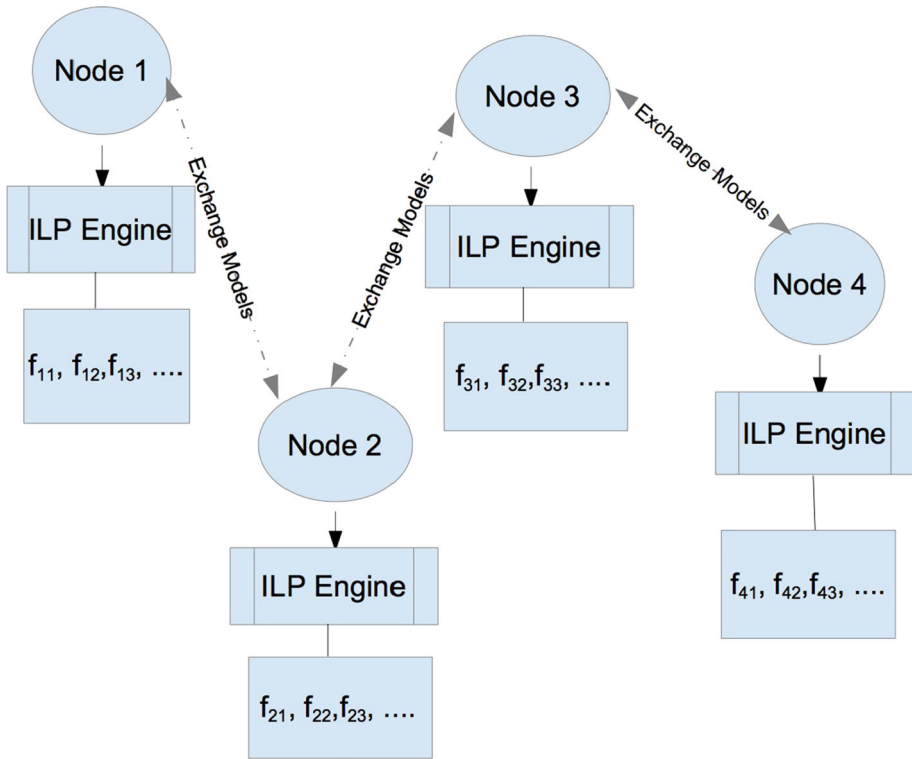 Node 1
ILP Engine
f₁₁, f₁₂,f₁₃, ....
Exchange Models
Node 2
ILP Engine
f₂₁, f₂₂,f₂₃, ....
Exchange Models
Node 3
ILP Engine
f₃₁, f₃₂,f₃₃, ....
Exchange Models
Node 4
ILP Engine
f₄₁, f₄₂,f₄₃, ....